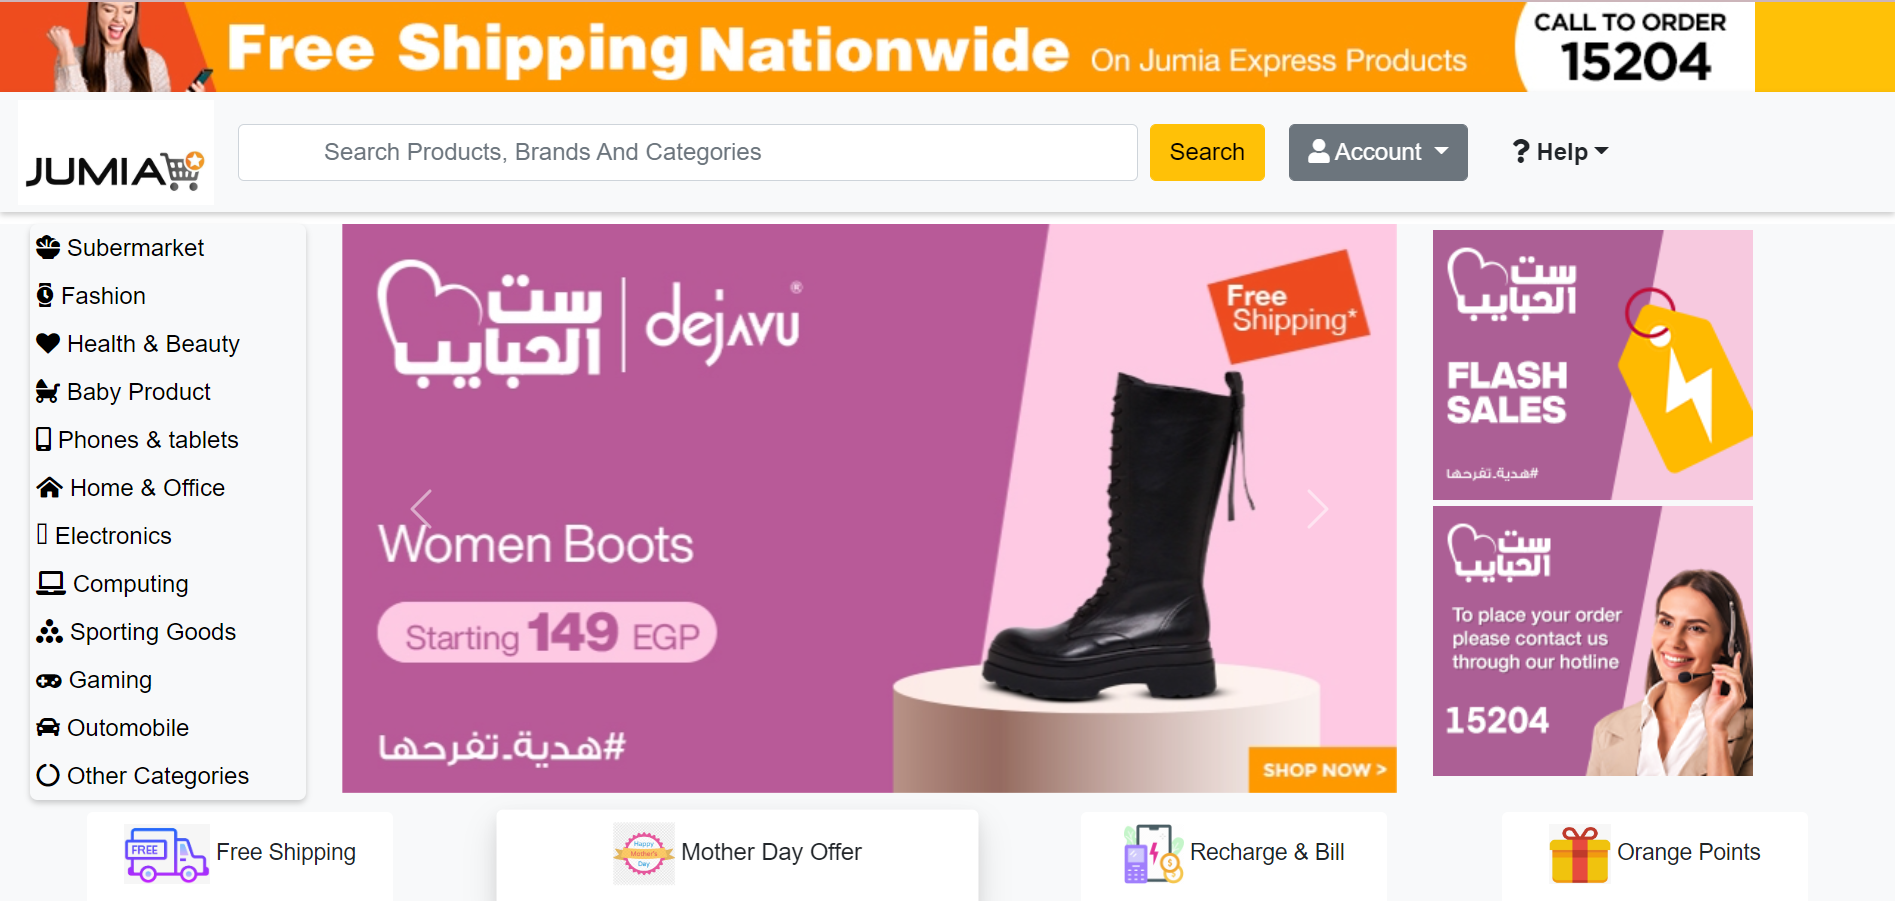 Free Shipping Nationwide On Jumia Express Products
CALL TO ORDER
15204
JUMIA
Search Products, Brands And Categories
Search
Account
? Help
Subermarket
Fashion
Health & Beauty
Baby Product
Phones & tablets
Home & Office
Electronics
Computing
Sporting Goods
Gaming
Outomobile
Other Categories
ست
الحبايب
dejavu®
Free
Shipping*
Women Boots
Starting 149 EGP
#هدية_تفرحها
SHOP NOW >
ست
الحبايب
FLASH
SALES
#هدية_تفرحها
ست
الحبايب
To place your order
please contact us
through our hotline
15204
FREE
Free Shipping
Happy
Mother's
Day
Mother Day Offer
Recharge & Bill
Orange Points